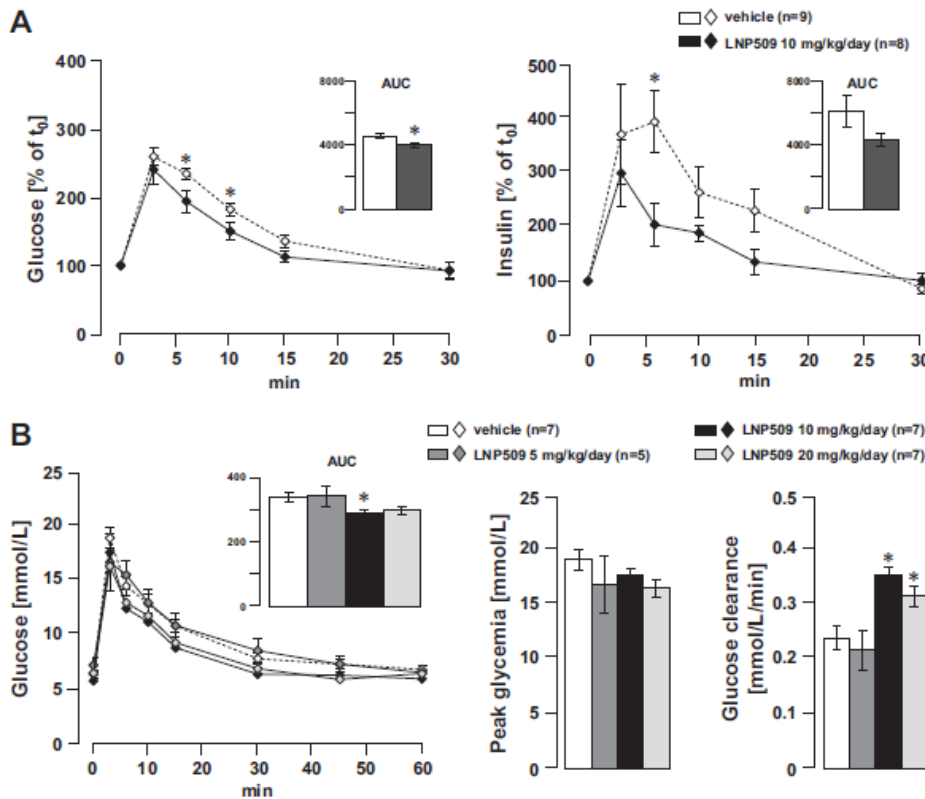 A
vehicle (n=9)
LNP509 10 mg/kg/day (n=8)
Glucose [% of t0]
400
300
200
100
0
0 5 10 15 20 25 30
min
AUC
8000
4000
0
*
* *
Insulin [% of t0]
500
400
300
200
100
0
0 5 10 15 20 25 30
min
*
AUC
8000
4000
0
B
vehicle (n=7)
LNP509 10 mg/kg/day (n=7)
LNP509 5 mg/kg/day (n=5)
LNP509 20 mg/kg/day (n=7)
Glucose [mmol/L]
25
20
15
10
5
0
0 10 20 30 40 50 60
min
AUC
400
200
0
*
Peak glycemia [mmol/L]
25
20
15
10
5
0
Glucose clearance
[mmol/L/min]
0.5
0.4
0.3
0.2
0.1
0
* *